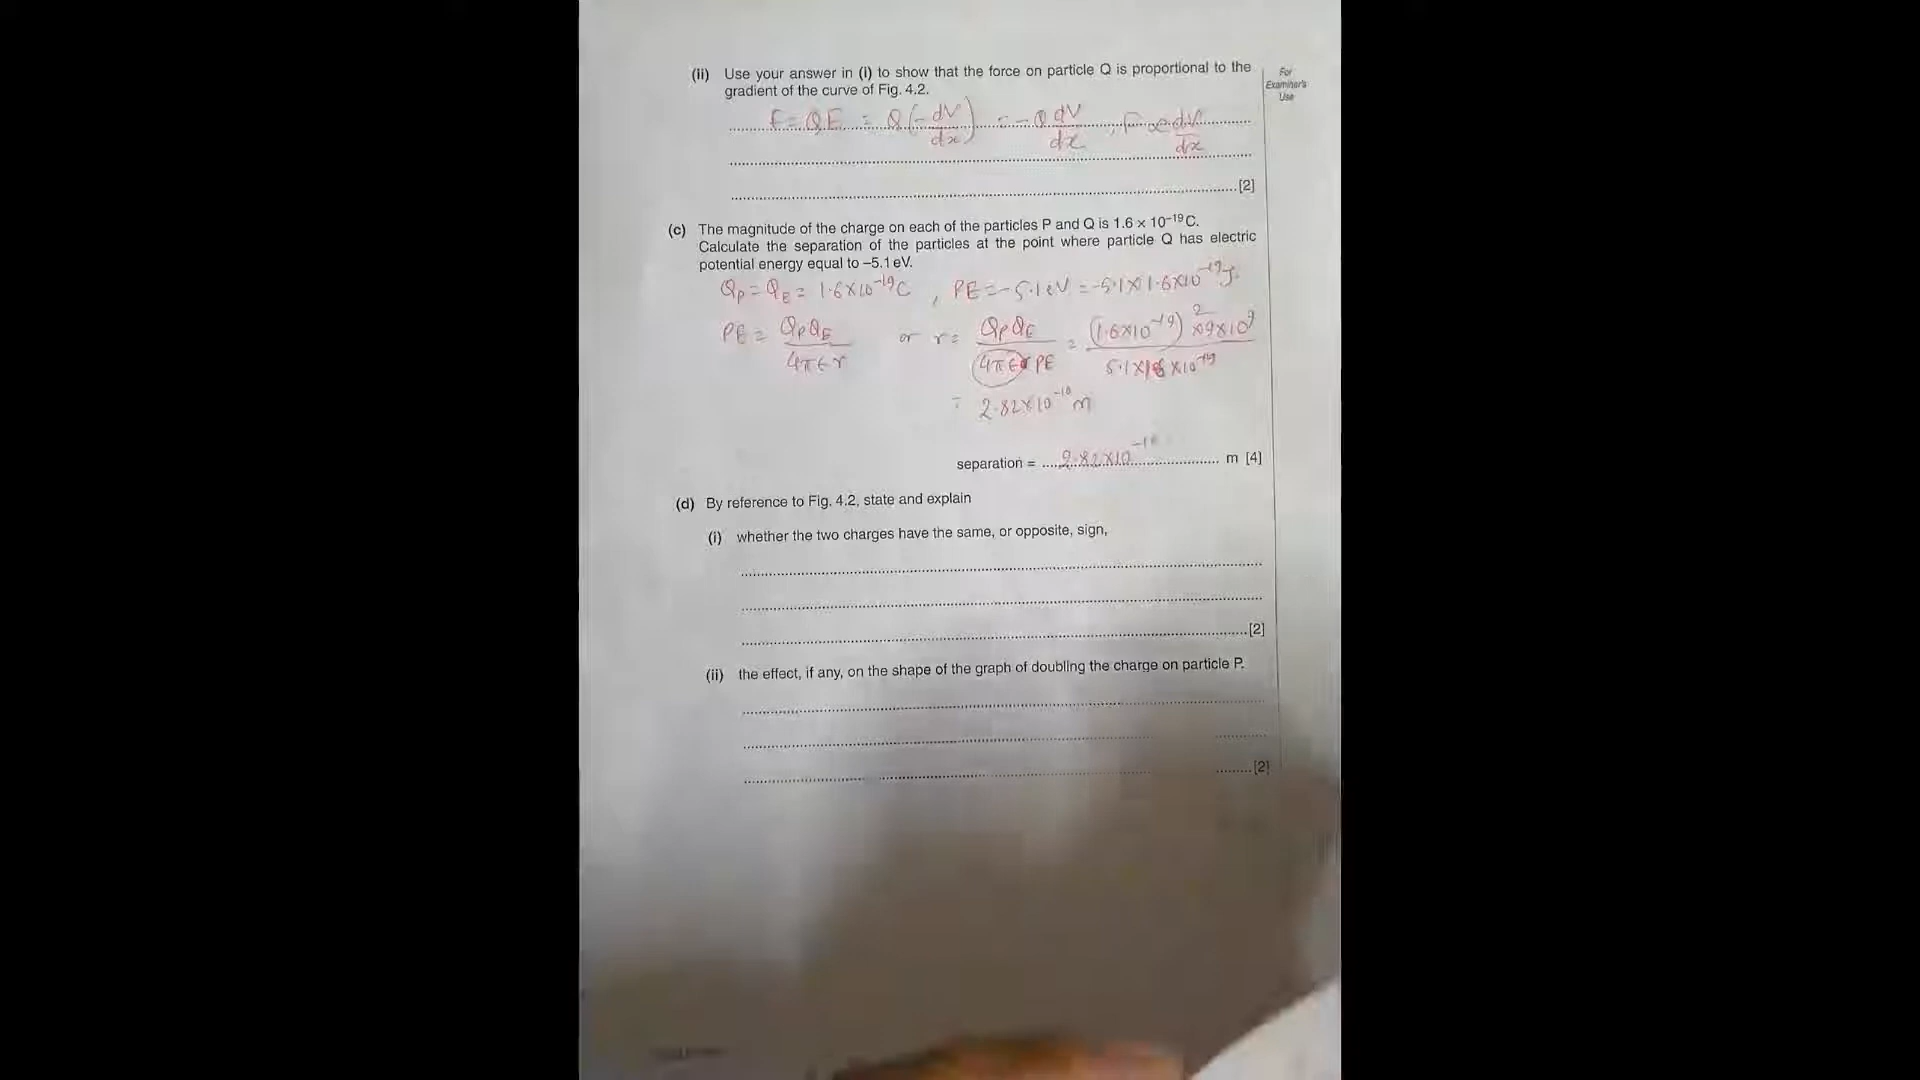 (ii) Use your answer in (i) to show that the force on particle Q is proportional to the
gradient of the curve of Fig. 4.2.
For
Examiner's
Use
F = QE = Q(-dV/dx) = -Q dV/dx , F ∝ dV/dx
[2]
(c) The magnitude of the charge on each of the particles P and Q is 1.6 × 10⁻¹⁹ C.
Calculate the separation of the particles at the point where particle Q has electric
potential energy equal to –5.1 eV.
Qp = QE = 1.6×10⁻¹⁹C , PE = -5.1eV = -5.1×1.6×10⁻¹⁹J.
PE = QpQE/4πεr or r = QpQE/4πε PE = (1.6×10⁻¹⁹)² ×9×10⁹/5.1×1.6×10⁻¹⁹
= 2.82×10⁻¹⁰ m
separation = 2.82×10⁻¹⁰ m [4]
(d) By reference to Fig. 4.2, state and explain
(i) whether the two charges have the same, or opposite, sign,
[2]
(ii) the effect, if any, on the shape of the graph of doubling the charge on particle P.
[2]